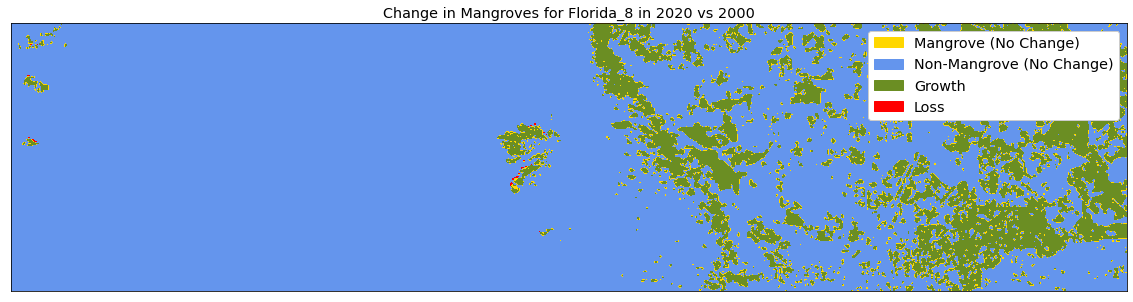 Change in Mangroves for Florida_8 in 2020 vs 2000
Mangrove (No Change)
Non-Mangrove (No Change)
Growth
Loss